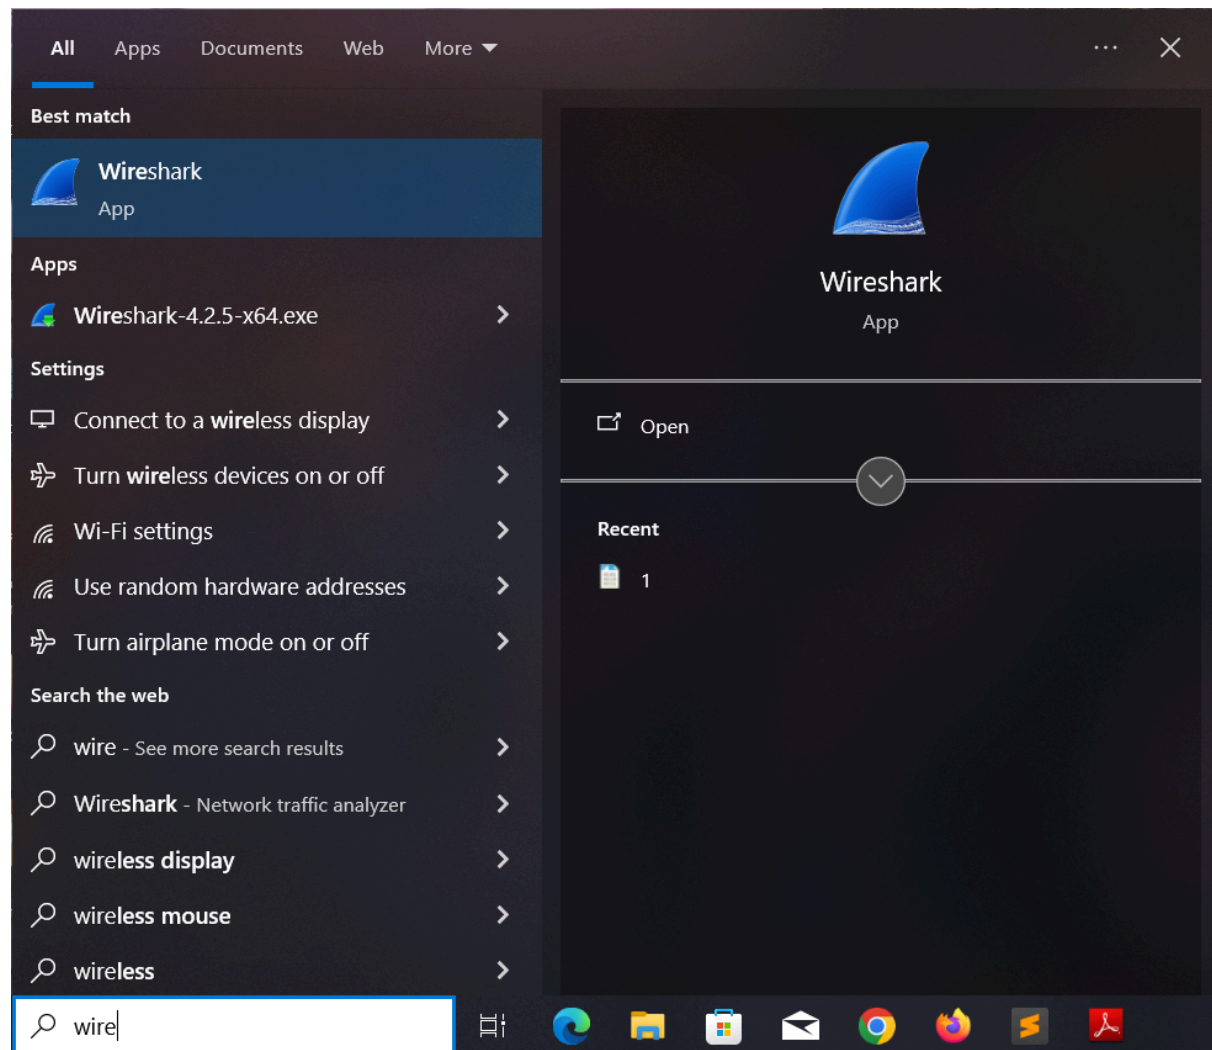 All Apps Documents Web More
Best match
Wireshark
App
Apps
Wireshark-4.2.5-x64.exe
Settings
Connect to a wireless display
Turn wireless devices on or off
Wi-Fi settings
Use random hardware addresses
Turn airplane mode on or off
Search the web
wire - See more search results
Wireshark - Network traffic analyzer
wireless display
wireless mouse
wireless
wire
Wireshark
App
Open
Recent
1